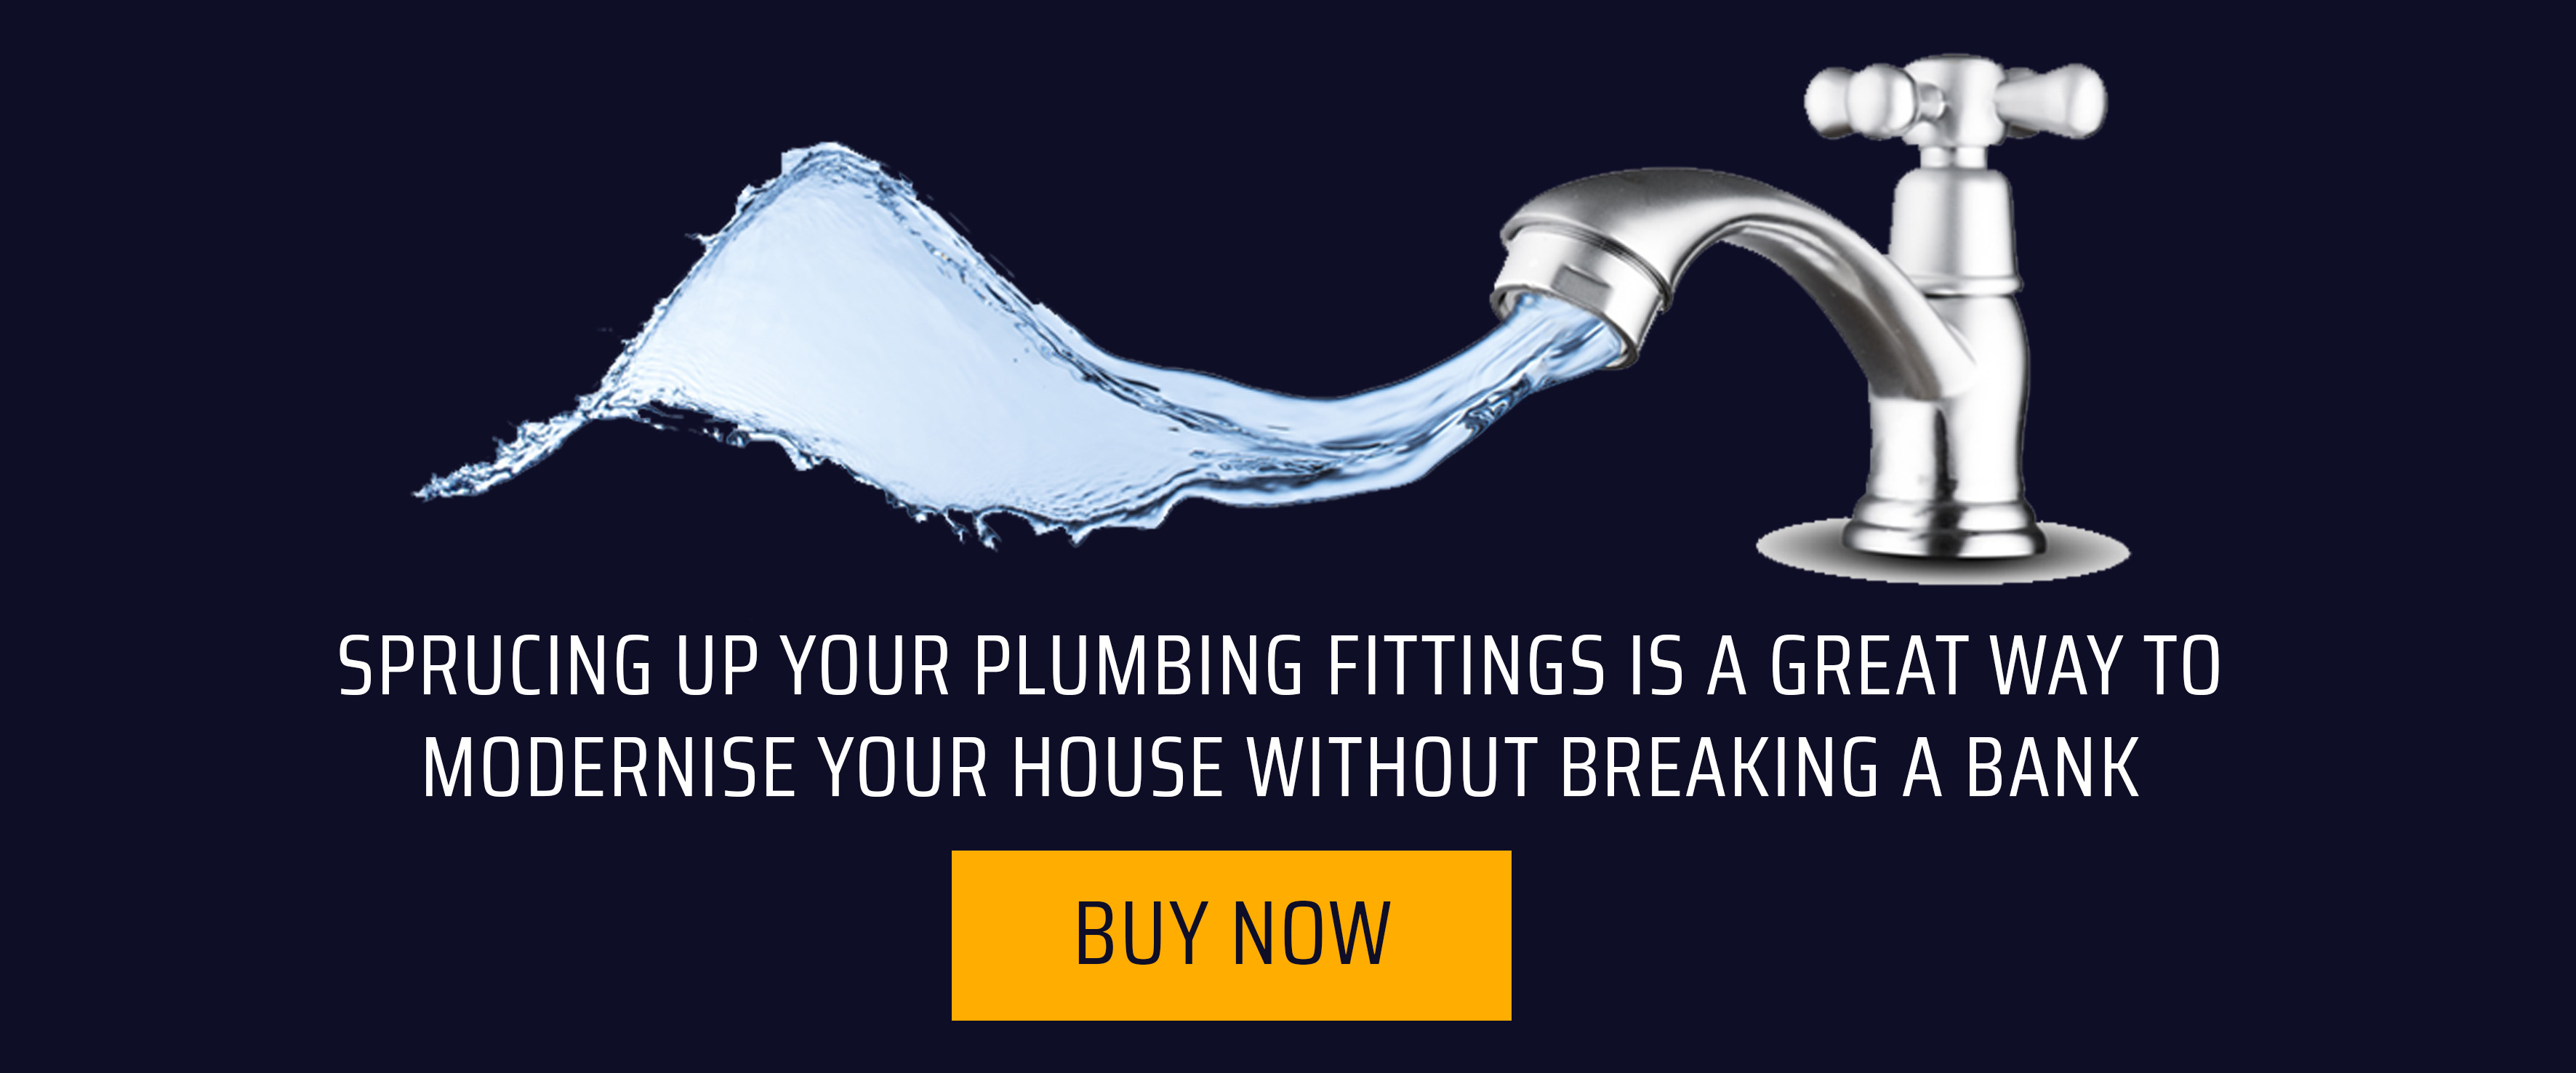 SPRUCING UP YOUR PLUMBING FITTINGS IS A GREAT WAY TO
MODERNISE YOUR HOUSE WITHOUT BREAKING A BANK
BUY NOW